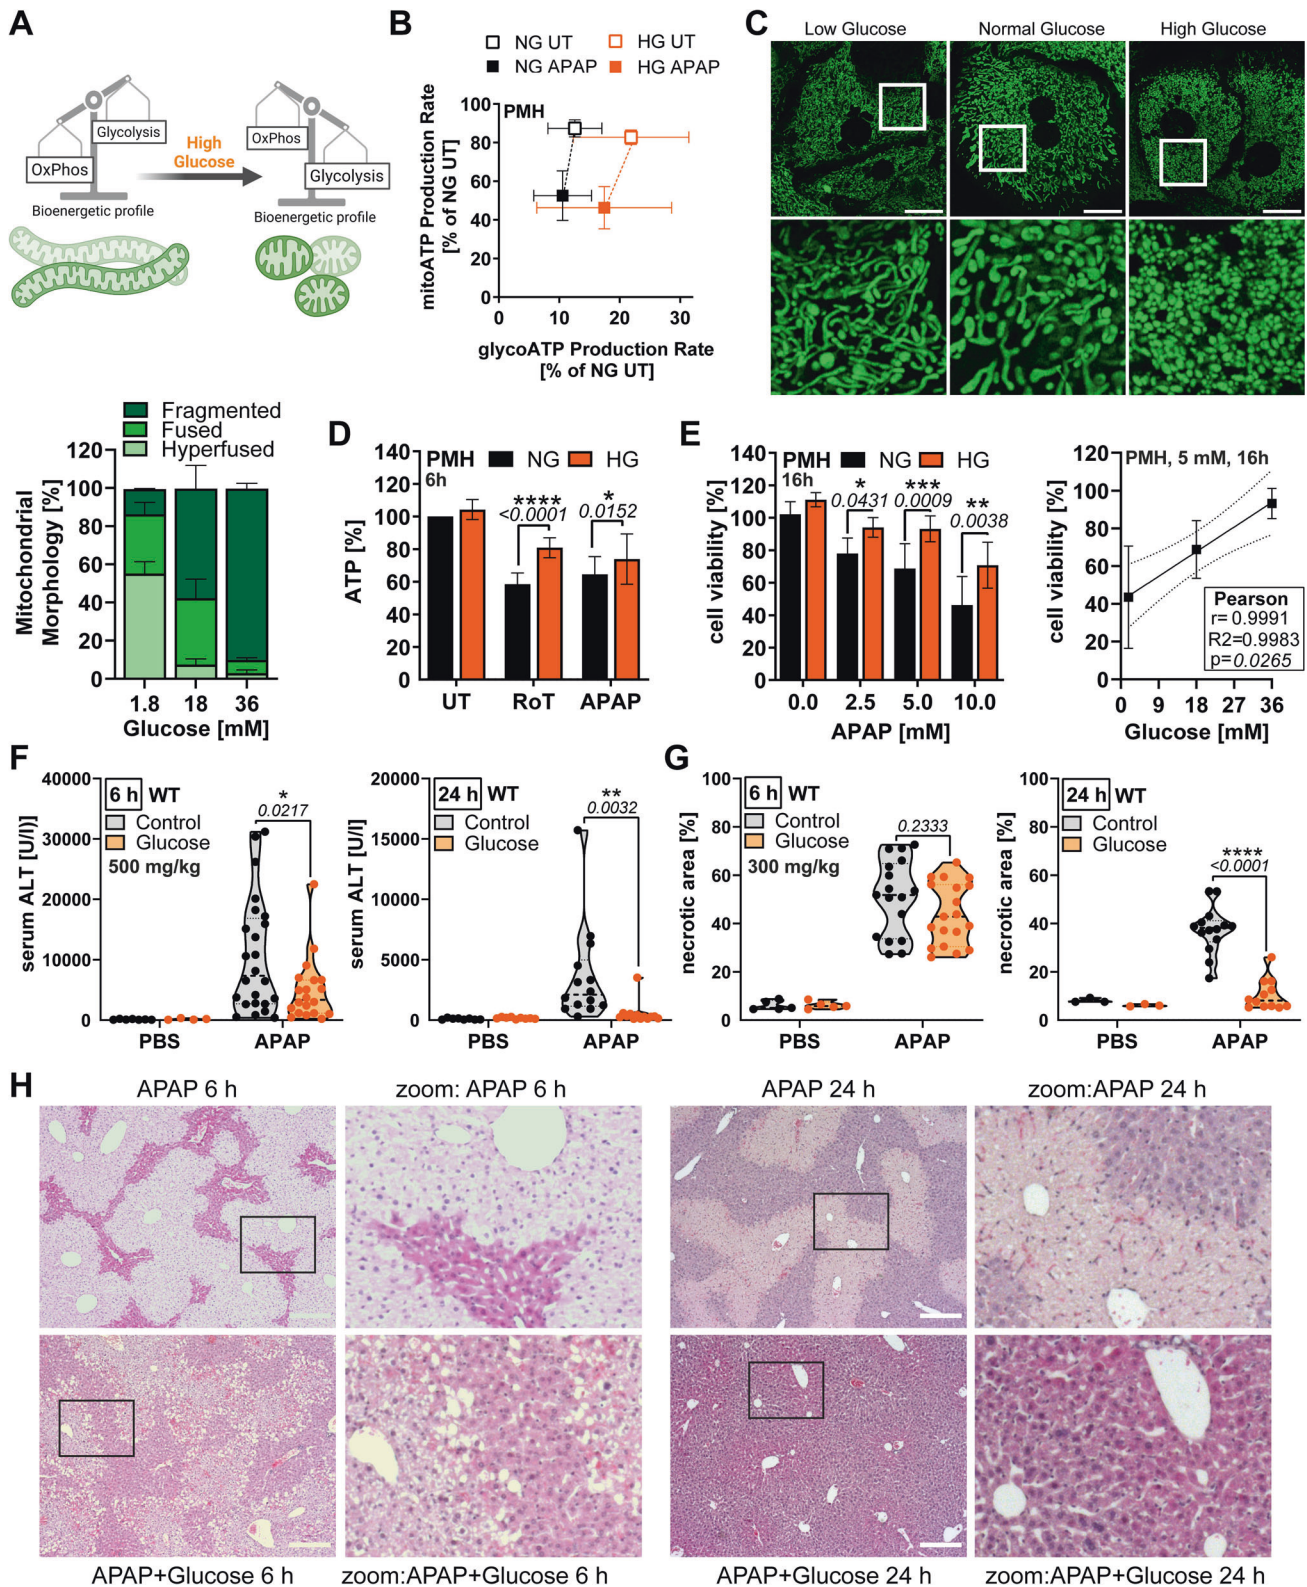 A
OxPhos
Glycolysis
Bioenergetic profile
High
Glucose
OxPhos
Glycolysis
Bioenergetic profile
B
NG UT
HG UT
NG APAP
HG APAP
PMH
100
80
60
40
20
0
0
10
20
30
mitoATP Production Rate
[% of NG UT]
glycoATP Production Rate
[% of NG UT]
C
Low Glucose
Normal Glucose
High Glucose
Fragmented
Fused
Hyperfused
120
100
80
60
40
20
0
Mitochondrial
Morphology [%]
1.8
18
36
Glucose [mM]
D
PMH
6h
NG
HG
140
120
100
80
60
40
20
0
ATP [%]
****
<0.0001
*
0.0152
UT
RoT
APAP
E
PMH
16h
NG
HG
140
120
100
80
60
40
20
0
cell viability [%]
*
0.0431
***
0.0009
**
0.0038
0.0
2.5
5.0
10.0
APAP [mM]
PMH, 5 mM, 16h
120
100
80
60
40
20
0
cell viability [%]
Pearson
r= 0.9991
R2=0.9983
p=0.0265
0
9
18
27
36
Glucose [mM]
F
6 h WT
Control
Glucose
500 mg/kg
40000
30000
20000
10000
0
serum ALT [U/l)]
*
0.0217
PBS
APAP
24 h WT
Control
Glucose
20000
15000
10000
5000
0
serum ALT [U/l]
**
0.0032
PBS
APAP
G
6 h WT
Control
Glucose
300 mg/kg
100
80
60
40
20
0
necrotic area [%]
0.2333
PBS
APAP
24 h WT
Control
Glucose
100
80
60
40
20
0
necrotic area [%]
****
<0.0001
PBS
APAP
H
APAP 6 h
zoom: APAP 6 h
APAP 24 h
zoom:APAP 24 h
APAP+Glucose 6 h
zoom:APAP+Glucose 6 h
APAP+Glucose 24 h
zoom:APAP+Glucose 24 h